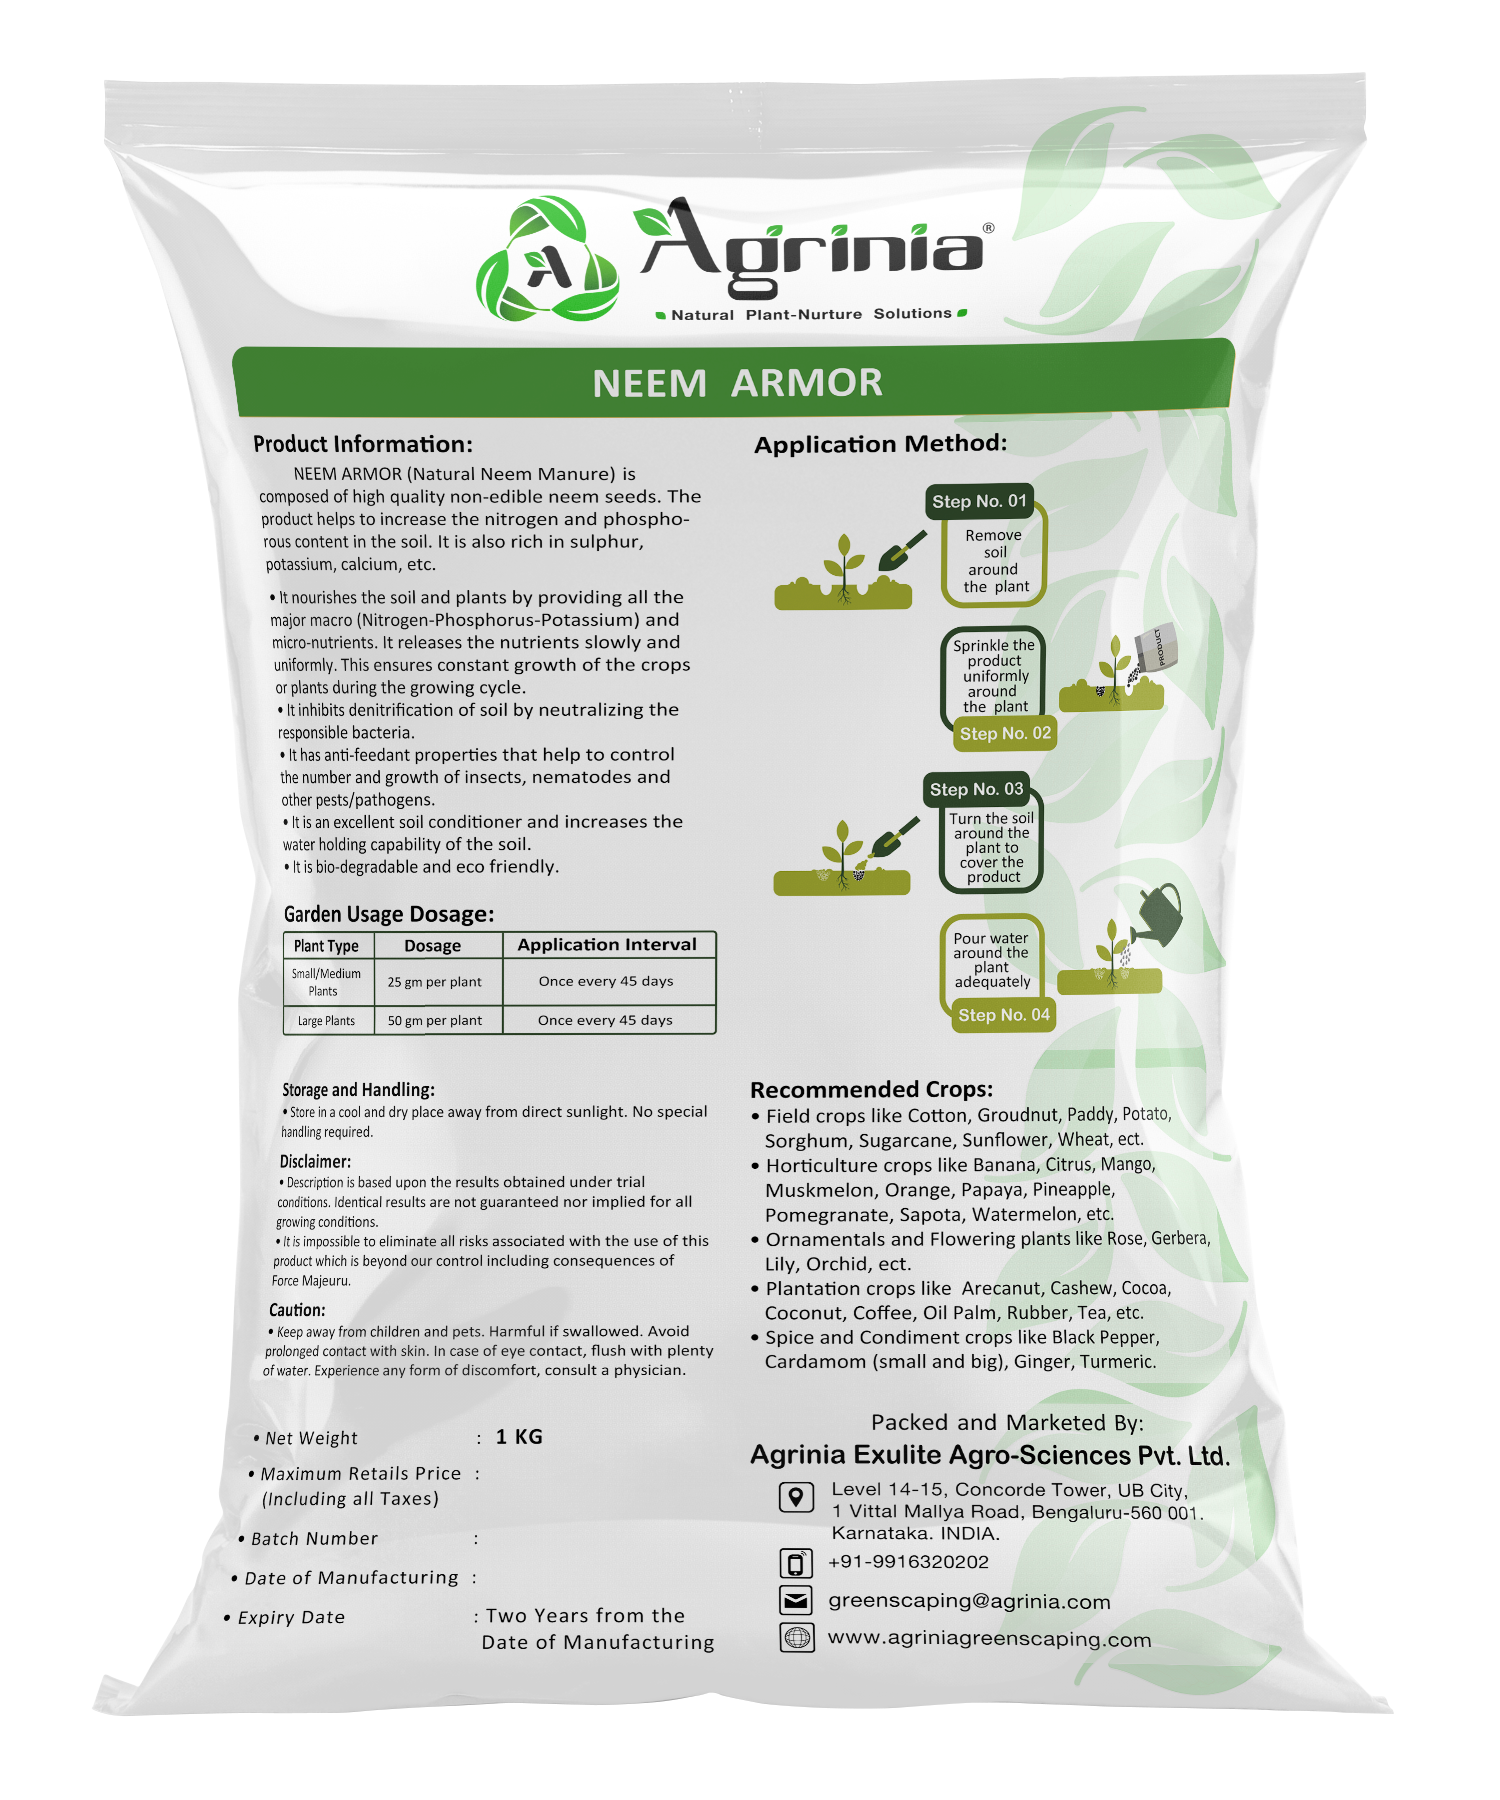 A
Agrinia®
Natural Plant-Nurture Solutions
NEEM ARMOR
Product Information:
NEEM ARMOR (Natural Neem Manure) is
composed of high quality non-edible neem seeds. The
product helps to increase the nitrogen and phospho-
rous content in the soil. It is also rich in sulphur,
potassium, calcium, etc.
• It nourishes the soil and plants by providing all the
major macro (Nitrogen-Phosphorus-Potassium) and
micro-nutrients. It releases the nutrients slowly and
uniformly. This ensures constant growth of the crops
or plants during the growing cycle.
• It inhibits denitrification of soil by neutralizing the
responsible bacteria.
• It has anti-feedant properties that help to control
the number and growth of insects, nematodes and
other pests/pathogens.
• It is an excellent soil conditioner and increases the
water holding capability of the soil.
• It is bio-degradable and eco friendly.
Garden Usage Dosage:
Plant Type Dosage Application Interval
Small/Medium
Plants
25 gm per plant Once every 45 days
Large Plants 50 gm per plant Once every 45 days
Storage and Handling:
• Store in a cool and dry place away from direct sunlight. No special
handling required.
Disclaimer:
• Description is based upon the results obtained under trial
conditions. Identical results are not guaranteed nor implied for all
growing conditions.
• It is impossible to eliminate all risks associated with the use of this
product which is beyond our control including consequences of
Force Majeuru.
Caution:
• Keep away from children and pets. Harmful if swallowed. Avoid
prolonged contact with skin. In case of eye contact, flush with plenty
of water. Experience any form of discomfort, consult a physician.
• Net Weight : 1 KG
• Maximum Retails Price :
(Including all Taxes)
• Batch Number :
• Date of Manufacturing :
• Expiry Date : Two Years from the
Date of Manufacturing
Application Method:
Step No. 01
Remove
soil
around
the plant
Sprinkle the
product
uniformly
around
the plant
Step No. 02
PRODUCT
Step No. 03
Turn the soil
around the
plant to
cover the
product
Pour water
around the
plant
adequately
Step No. 04
Recommended Crops:
• Field crops like Cotton, Groudnut, Paddy, Potato,
Sorghum, Sugarcane, Sunflower, Wheat, ect.
• Horticulture crops like Banana, Citrus, Mango,
Muskmelon, Orange, Papaya, Pineapple,
Pomegranate, Sapota, Watermelon, etc.
• Ornamentals and Flowering plants like Rose, Gerbera,
Lily, Orchid, ect.
• Plantation crops like Arecanut, Cashew, Cocoa,
Coconut, Coffee, Oil Palm, Rubber, Tea, etc.
• Spice and Condiment crops like Black Pepper,
Cardamom (small and big), Ginger, Turmeric.
Packed and Marketed By:
Agrinia Exulite Agro-Sciences Pvt. Ltd.
Level 14-15, Concorde Tower, UB City,
1 Vittal Mallya Road, Bengaluru-560 001.
Karnataka. INDIA.
+91-9916320202
greenscaping@agrinia.com
www.agriniagreenscaping.com